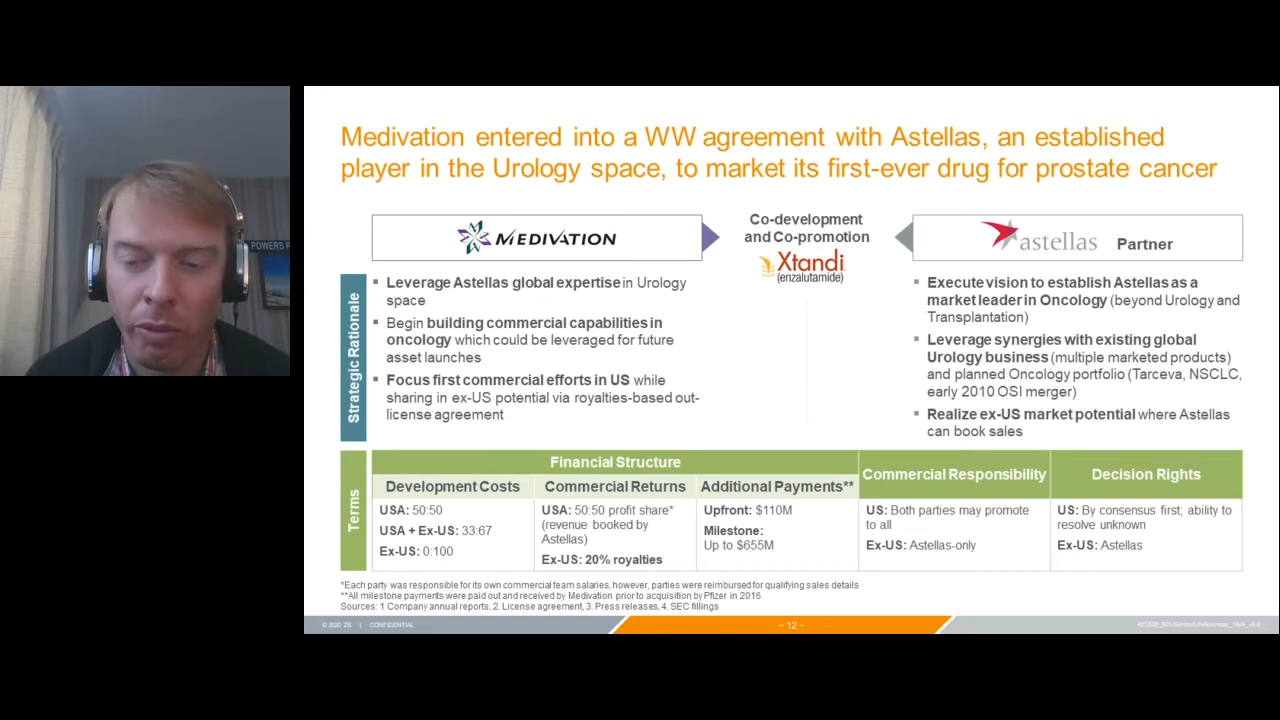 POWERS P
Medivation entered into a WW agreement with Astellas, an established
player in the Urology space, to market its first-ever drug for prostate cancer
MEDIVATION
Co-development
and Co-promotion
Xtandi
(enzalutamide)
astellas Partner
Strategic Rationale
▪ Leverage Astellas global expertise in Urology
space
▪ Begin building commercial capabilities in
oncology which could be leveraged for future
asset launches
▪ Focus first commercial efforts in US while
sharing in ex-US potential via royalties-based out-
license agreement
▪ Execute vision to establish Astellas as a
market leader in Oncology (beyond Urology and
Transplantation)
▪ Leverage synergies with existing global
Urology business (multiple marketed products)
and planned Oncology portfolio (Tarceva, NSCLC,
early 2010 OSI merger)
▪ Realize ex-US market potential where Astellas
can book sales
Terms
Financial Structure
Commercial Responsibility
Decision Rights
Development Costs
Commercial Returns
Additional Payments**
USA: 50:50
USA + Ex-US: 33:67
Ex-US: 0:100
USA: 50:50 profit share*
(revenue booked by
Astellas)
Ex-US: 20% royalties
Upfront: $110M
Milestone:
Up to $655M
US: Both parties may promote
to all
Ex-US: Astellas-only
US: By consensus first; ability to
resolve unknown
Ex-US: Astellas
*Each party was responsible for its own commercial team salaries, however, parties were reimbursed for qualifying sales details
**All milestone payments were paid out and received by Medivation prior to acquisition by Pfizer in 2016
Sources: 1 Company annual reports, 2. License agreement, 3. Press releases, 4. SEC fillings
© 2020 ZS | CONFIDENTIAL
– 12 –